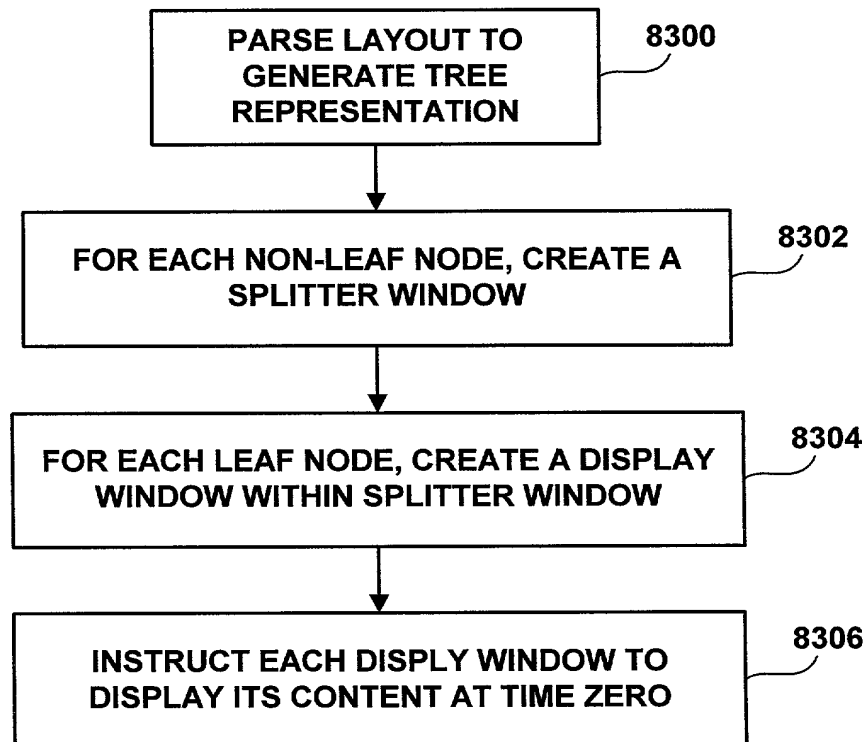 PARSE LAYOUT TO
GENERATE TREE
REPRESENTATION
8300
FOR EACH NON-LEAF NODE, CREATE A
SPLITTER WINDOW
8302
FOR EACH LEAF NODE, CREATE A DISPLAY
WINDOW WITHIN SPLITTER WINDOW
8304
INSTRUCT EACH DISPLY WINDOW TO
DISPLAY ITS CONTENT AT TIME ZERO
8306